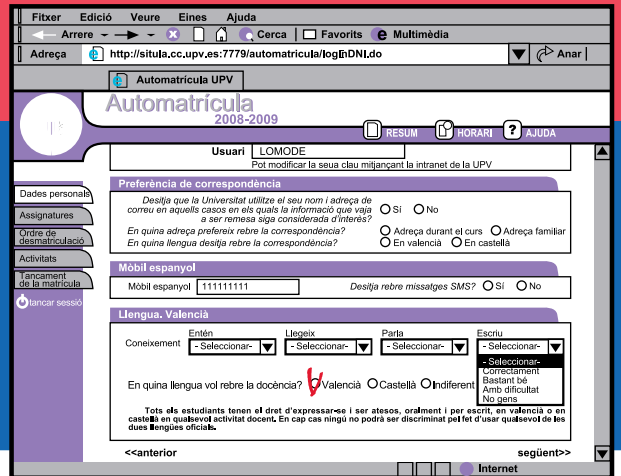 Fitxer Edició Veure Eines Ajuda
Arrere Cerca Favorits e Multimèdia
Adreça http://situla.cc.upv.es:7779/automatricula/logInDNI.do Anar
Automatrícula UPV
Automatrícula
2008-2009
RESUM HORARI ? AJUDA
Usuari LOMODE
Pot modificar la seua clau mitjançant la intranet de la UPV
Dades personals
Assignatures
Ordre de
desmatriculació
Activitats
Tancament
de la matrícula
tancar sessió
Preferència de correspondència
Desitja que la Universitat utilitze el seu nom i adreça de
correu en aquells casos en els quals la informació que vaja
a ser remesa siga considerada d'interés?
Sí No
En quina adreça prefereix rebre la correspondència? Adreça durant el curs Adreça familiar
En quina llengua desitja rebre la correspondència? En valencià En castellà
Mòbil espanyol
Mòbil espanyol 111111111 Desitja rebre missatges SMS? Sí No
Llengua. Valencià
Entén Llegeix Parla Escriu
Coneixement - Seleccionar- - Seleccionar- - Seleccionar- - Seleccionar-
- Seleccionar-
Correctament
Bastant bé
Amb dificultat
No gens
En quina llengua vol rebre la docència? Valencià Castellà Indiferent
Tots els estudiants tenen el dret d'expressar-se i ser atesos, oralment i per escrit, en valencià o en
castellà en qualsevol activitat docent. En cap cas ningú no podrà ser discriminat pel fet d'usar qualsevol de les
dues llengües oficials.
<<anterior següent>>
Internet